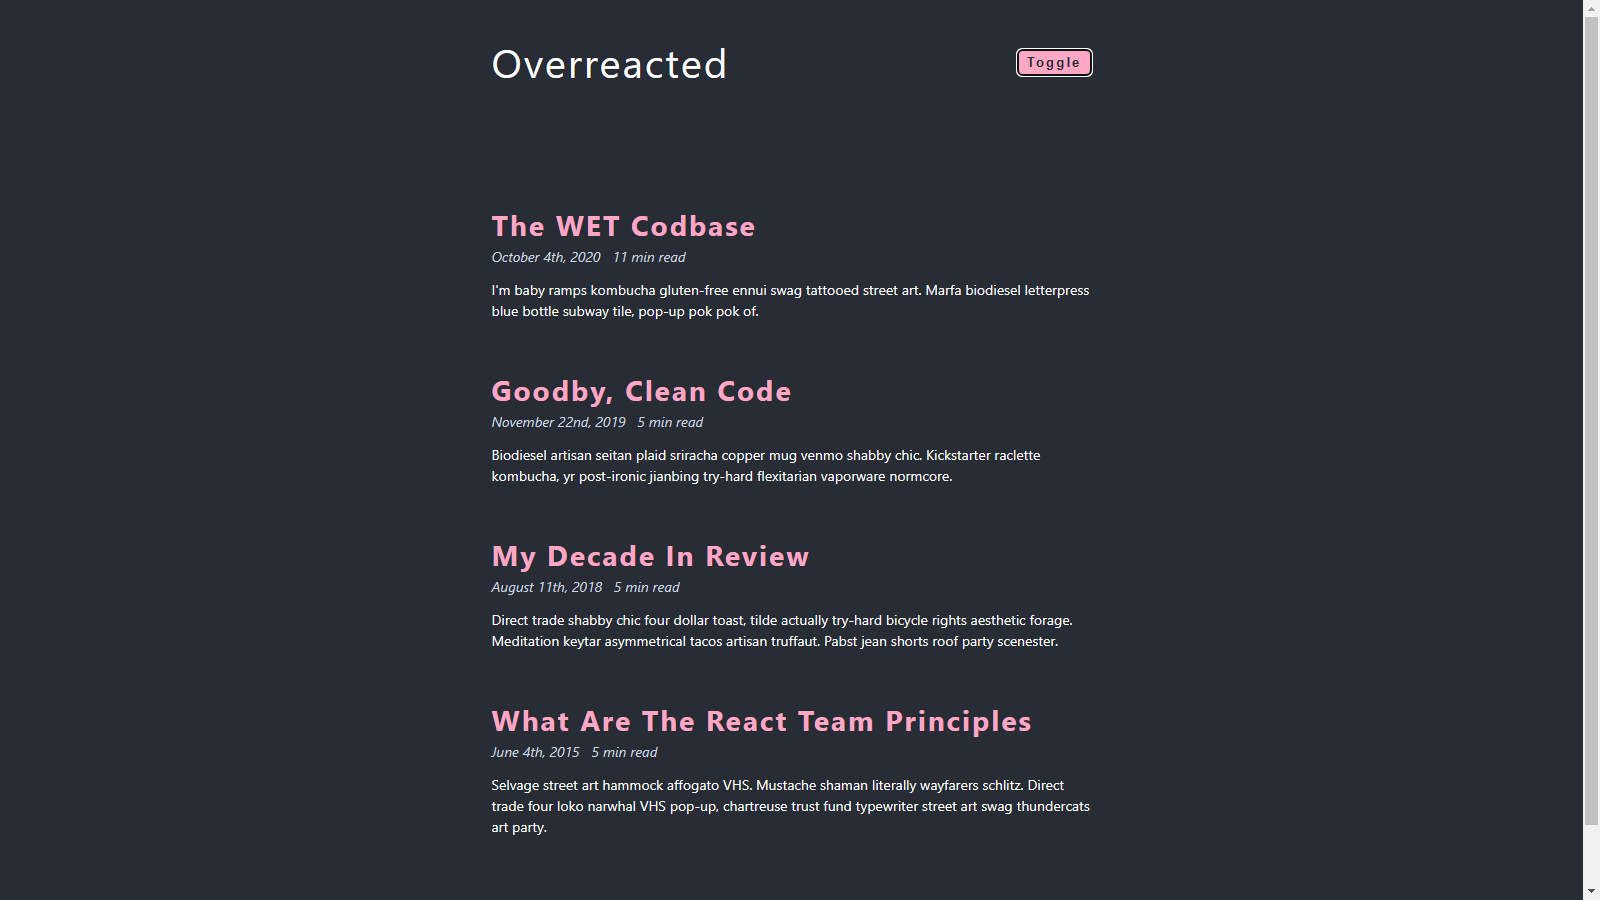 Overreacted
Toggle
The WET Codbase
October 4th, 2020 11 min read
I'm baby ramps kombucha gluten-free ennui swag tattooed street art. Marfa biodiesel letterpress
blue bottle subway tile, pop-up pok pok of.
Goodby, Clean Code
November 22nd, 2019 5 min read
Biodiesel artisan seitan plaid sriracha copper mug venmo shabby chic. Kickstarter raclette
kombucha, yr post-ironic jianbing try-hard flexitarian vaporware normcore.
My Decade In Review
August 11th, 2018 5 min read
Direct trade shabby chic four dollar toast, tilde actually try-hard bicycle rights aesthetic forage.
Meditation keytar asymmetrical tacos artisan truffaut. Pabst jean shorts roof party scenester.
What Are The React Team Principles
June 4th, 2015 5 min read
Selvage street art hammock affogato VHS. Mustache shaman literally wayfarers schlitz. Direct
trade four loko narwhal VHS pop-up, chartreuse trust fund typewriter street art swag thundercats
art party.